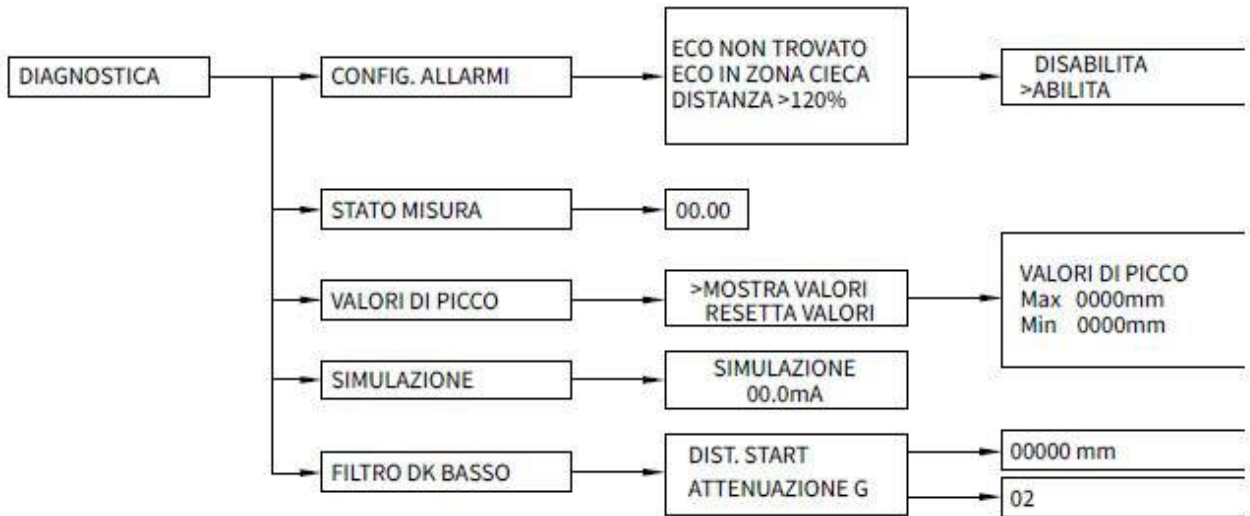 DIAGNOSTICA
CONFIG. ALLARMI
ECO NON TROVATO
ECO IN ZONA CIECA
DISTANZA >120%
DISABILITA
>ABILITA
STATO MISURA
00.00
VALORI DI PICCO
>MOSTRA VALORI
RESETTA VALORI
VALORI DI PICCO
Max 0000mm
Min 0000mm
SIMULAZIONE
SIMULAZIONE
00.0mA
FILTRO DK BASSO
DIST. START
ATTENUAZIONE G
00000 mm
02